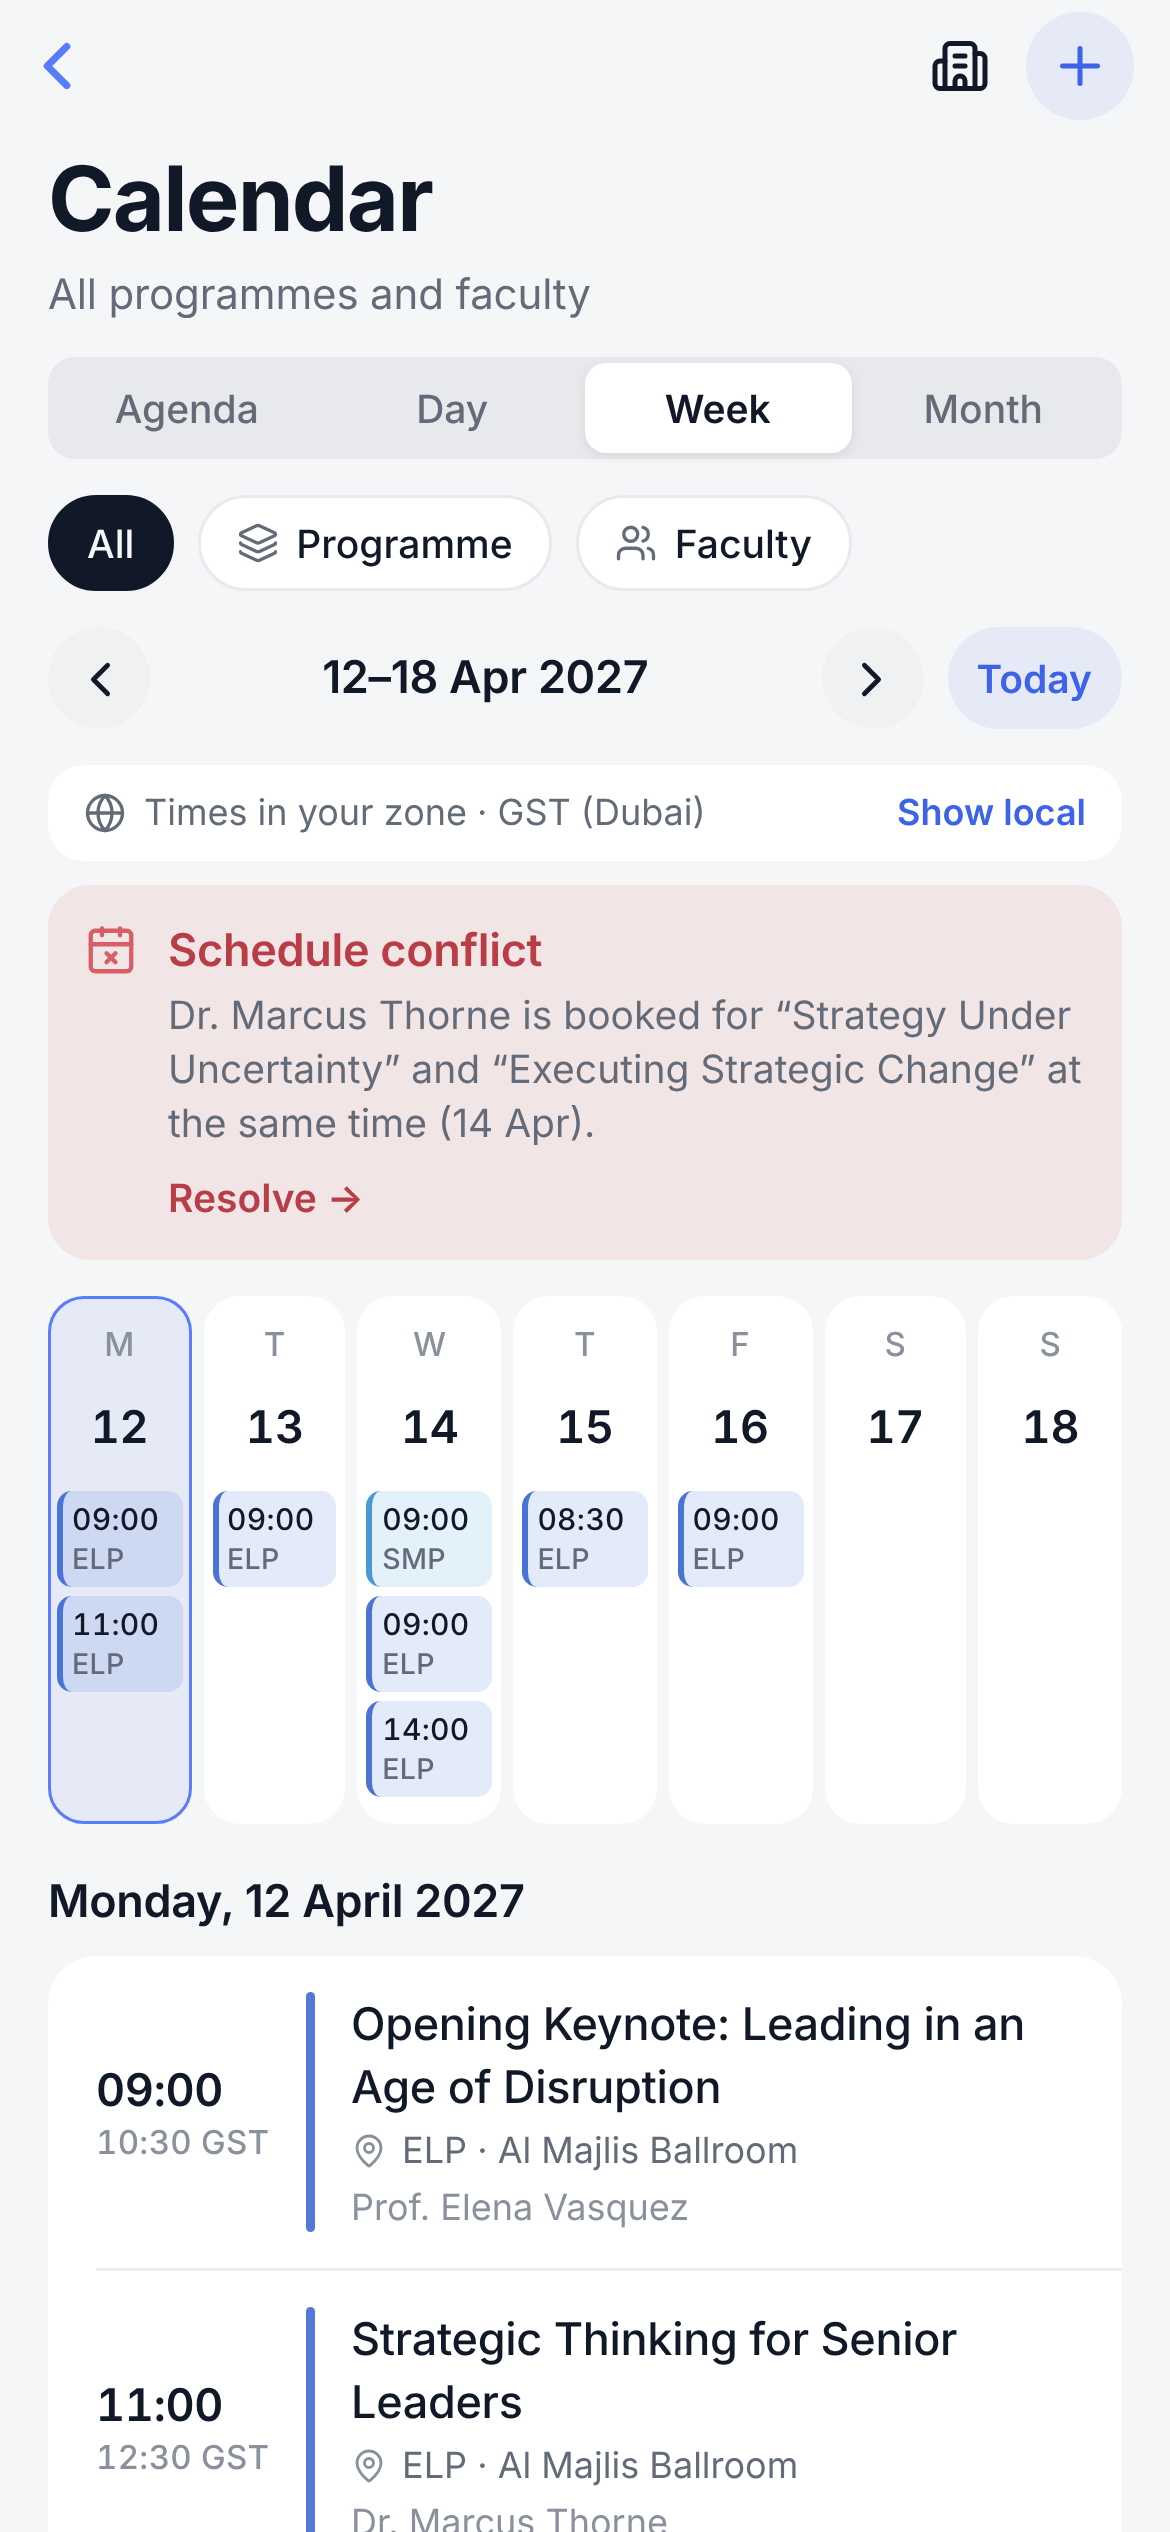 Calendar
All programmes and faculty
Agenda Day Week Month
All Programme Faculty
12–18 Apr 2027 Today
Times in your zone · GST (Dubai) Show local
Schedule conflict
Dr. Marcus Thorne is booked for “Strategy Under
Uncertainty” and “Executing Strategic Change” at
the same time (14 Apr).
Resolve →
M T W T F S S
12 13 14 15 16 17 18
09:00 09:00 09:00 08:30 09:00
ELP ELP SMP ELP ELP
11:00 09:00
ELP ELP
14:00
ELP
Monday, 12 April 2027
Opening Keynote: Leading in an
Age of Disruption
09:00
10:30 GST
ELP · Al Majlis Ballroom
Prof. Elena Vasquez
Strategic Thinking for Senior
Leaders
11:00
12:30 GST
ELP · Al Majlis Ballroom
Dr. Marcus Thorne